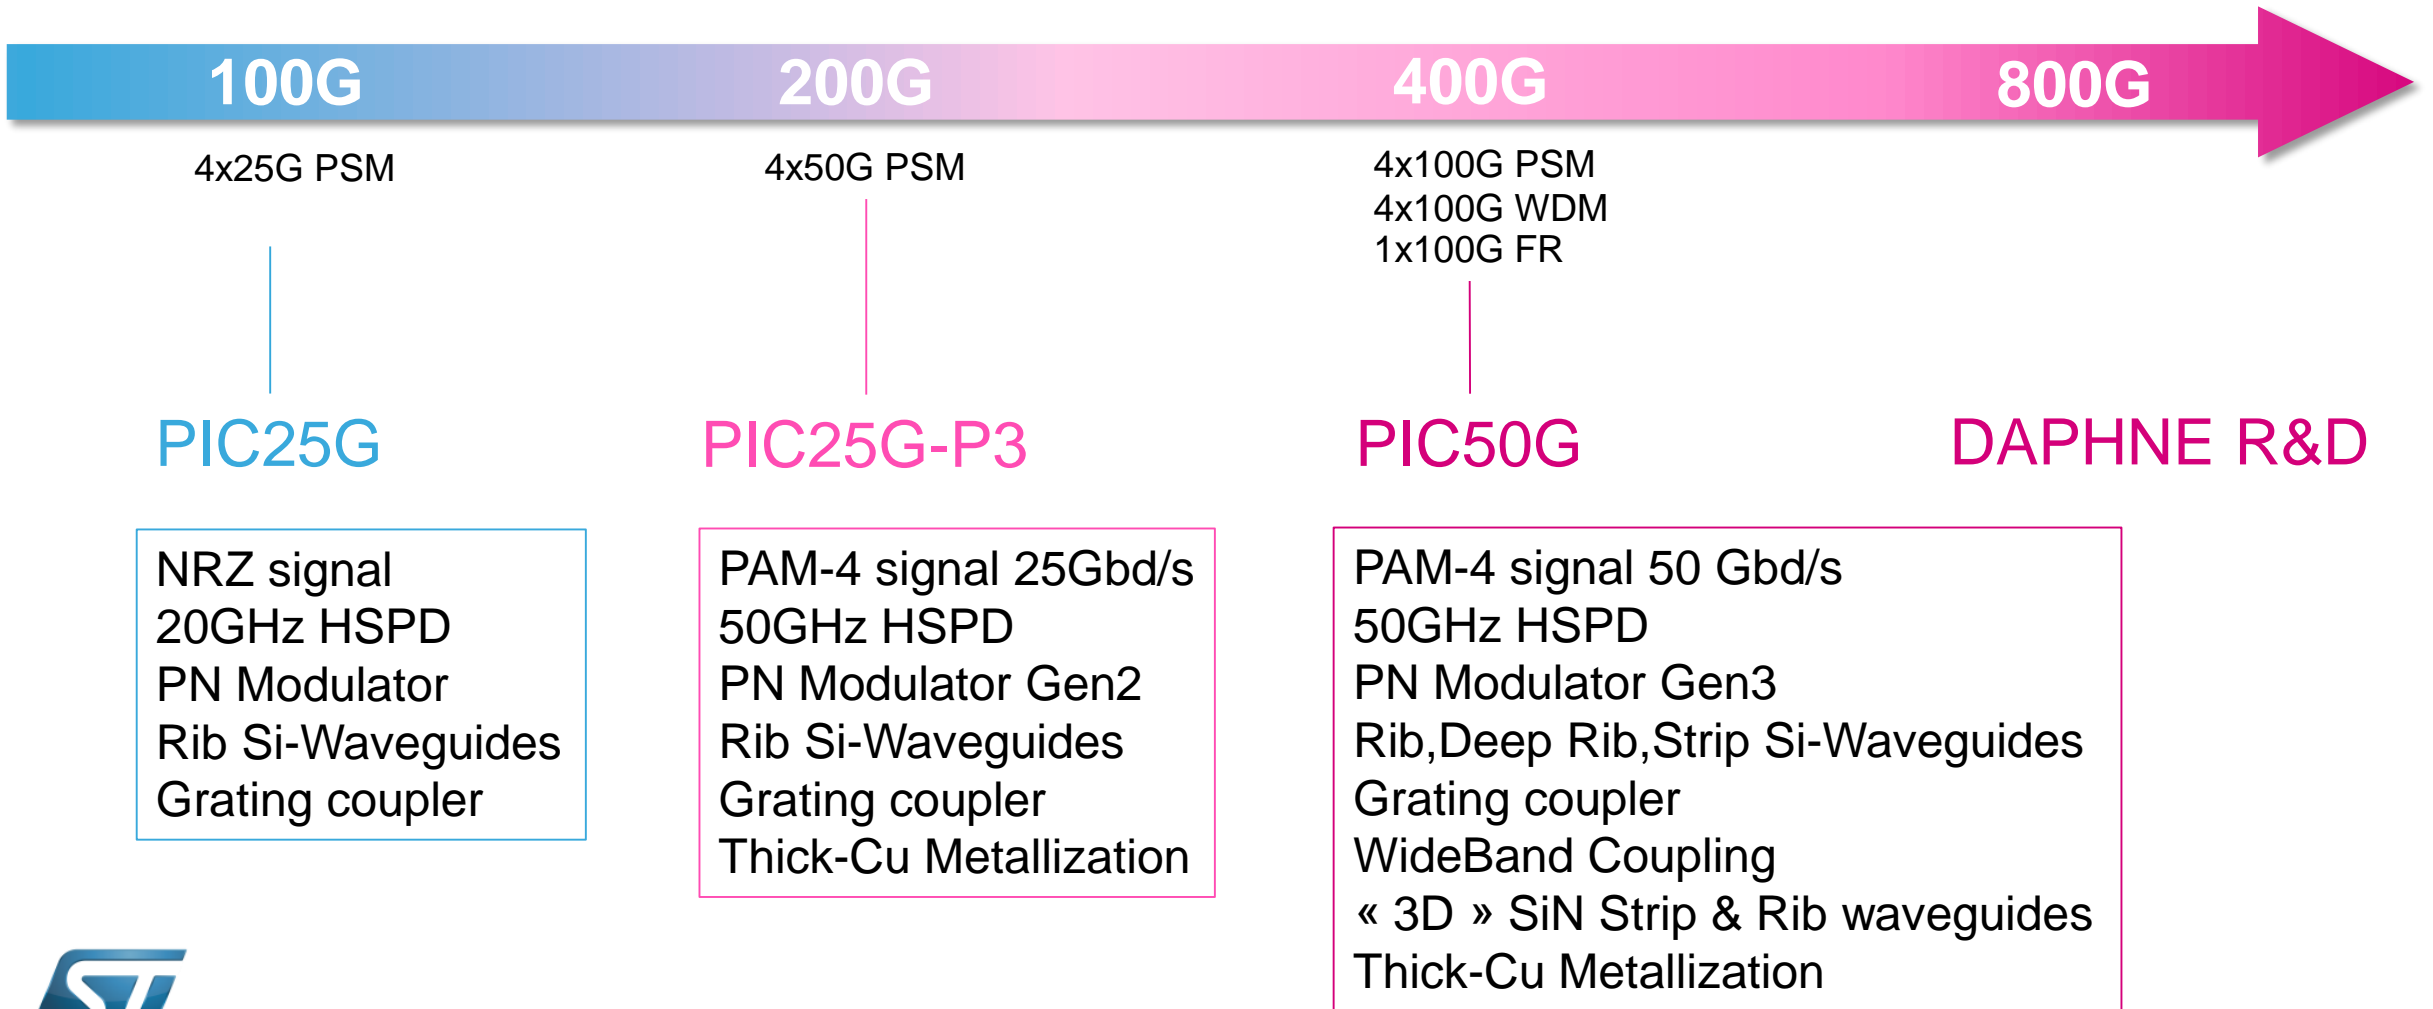 100G
200G
400G
800G
4x25G PSM
4x50G PSM
4x100G PSM
4x100G WDM
1x100G FR
PIC25G
PIC25G-P3
PIC50G
DAPHNE R&D
NRZ signal
20GHz HSPD
PN Modulator
Rib Si-Waveguides
Grating coupler
PAM-4 signal 25Gbd/s
50GHz HSPD
PN Modulator Gen2
Rib Si-Waveguides
Grating coupler
Thick-Cu Metallization
PAM-4 signal 50 Gbd/s
50GHz HSPD
PN Modulator Gen3
Rib,Deep Rib,Strip Si-Waveguides
Grating coupler
WideBand Coupling
« 3D » SiN Strip & Rib waveguides
Thick-Cu Metallization
ST